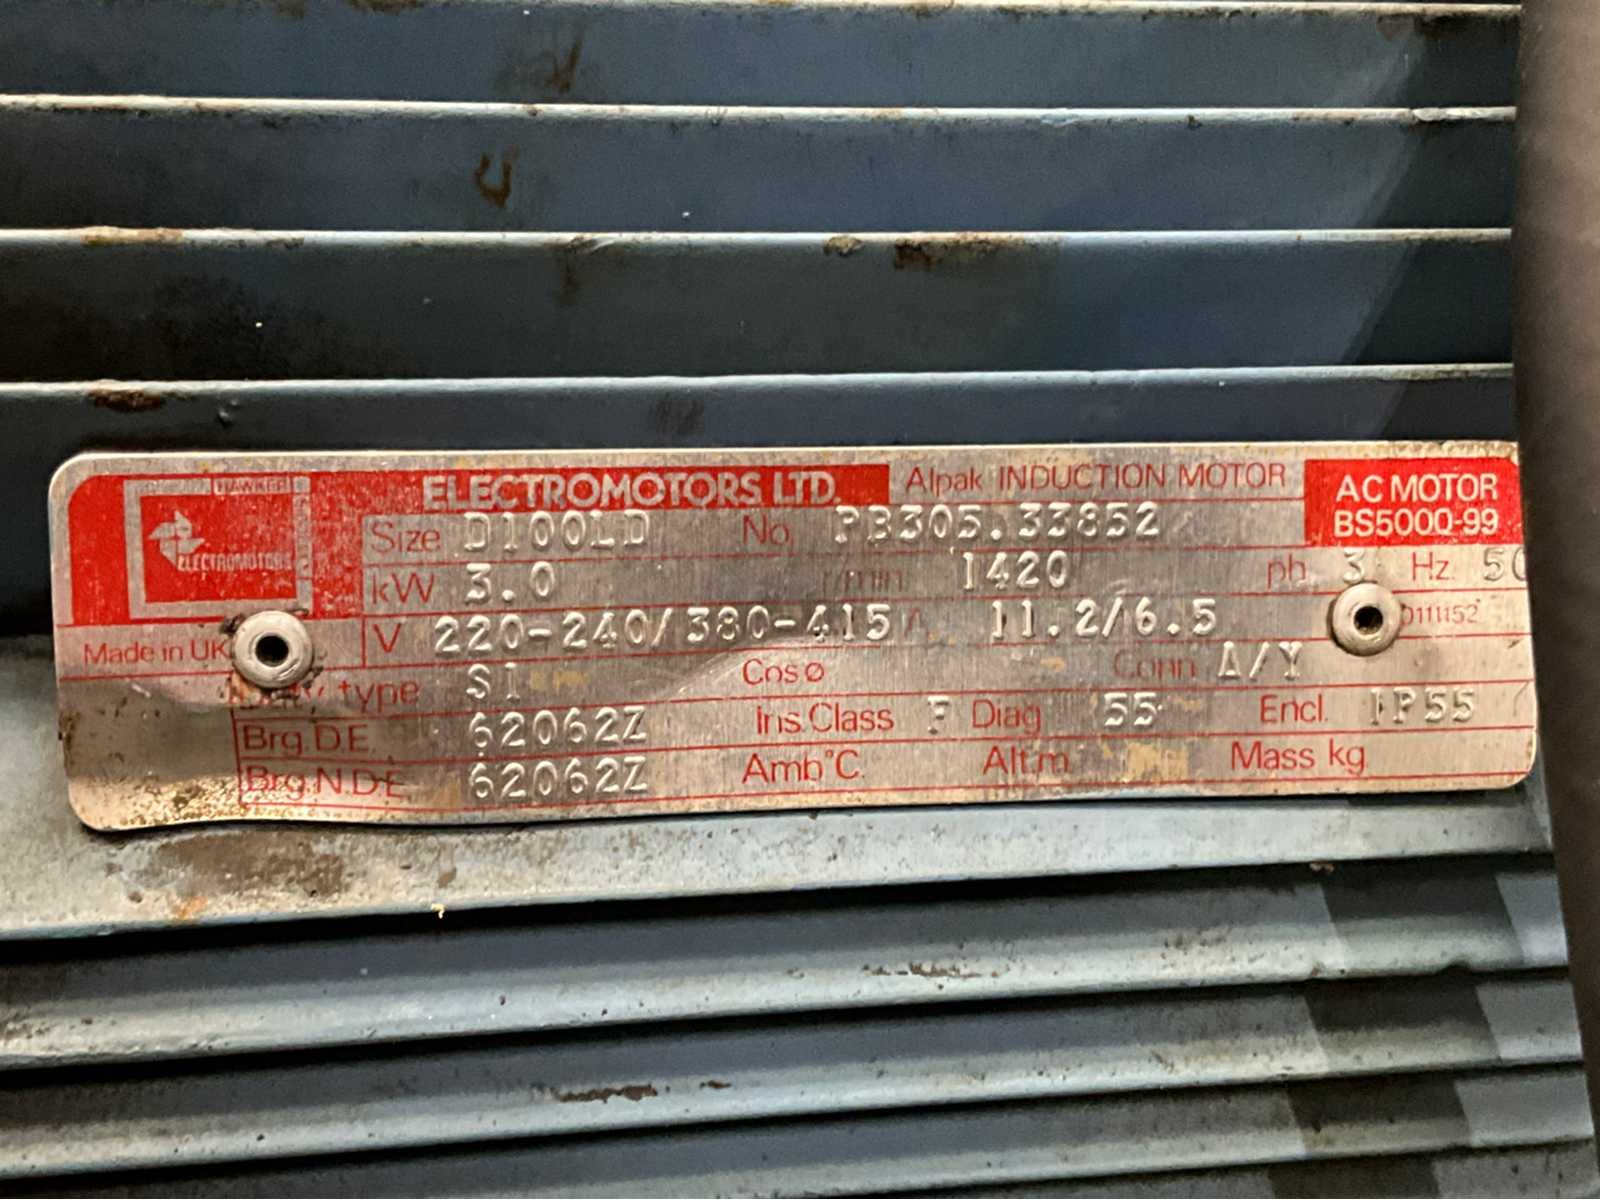 HAWKER
ELECTROMOTORS
ELECTROMOTORS LTD. Alpak INDUCTION MOTOR
AC MOTOR
BS5000-99
Size D100LD No. PB305.33852
kW 3.0 r/min 1420 ph 3 Hz 50
Made in UK V 220-240/380-415 A 11.2/6.5 D111152
Duty type S1 Cos ø Conn Δ/Y
Brg.D.E. 62062Z Ins.Class F Diag 55 Encl. IP55
Brg.N.D.E 62062Z Amb°C. Alt.m Mass kg